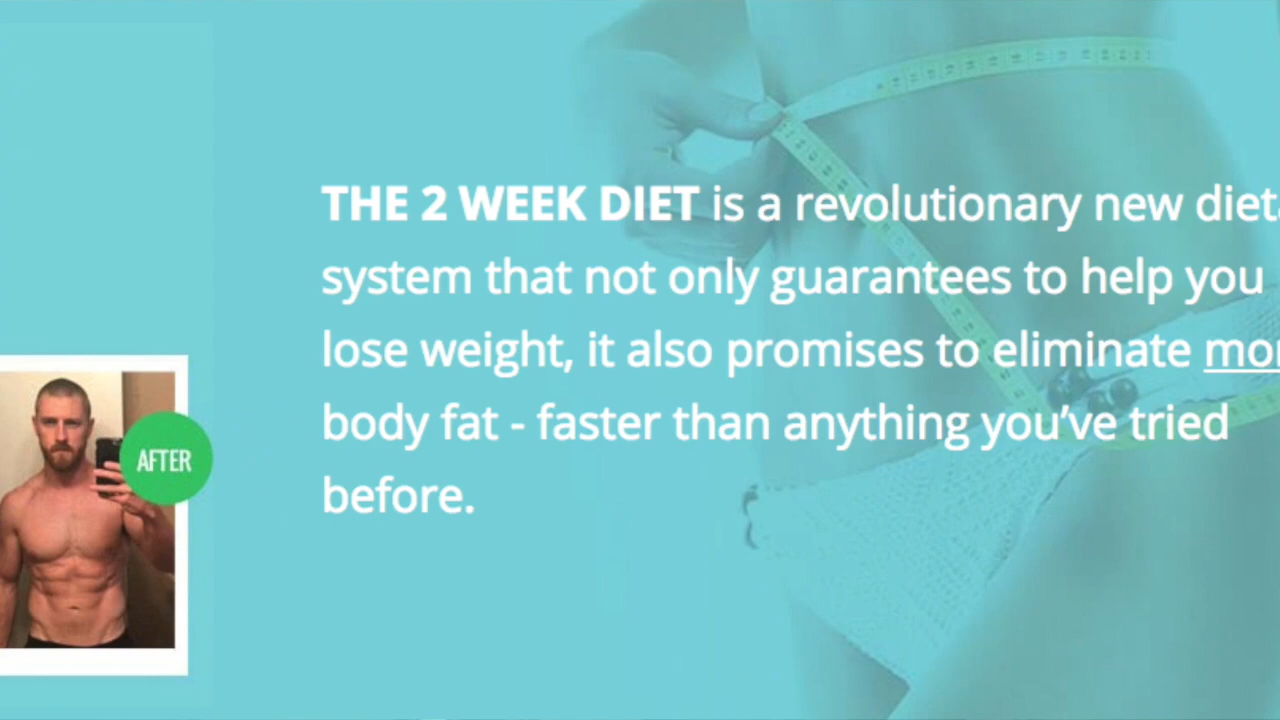 THE 2 WEEK DIET is a revolutionary new diet
system that not only guarantees to help you
lose weight, it also promises to eliminate
body fat - faster than anything you've tried
before.
AFTER